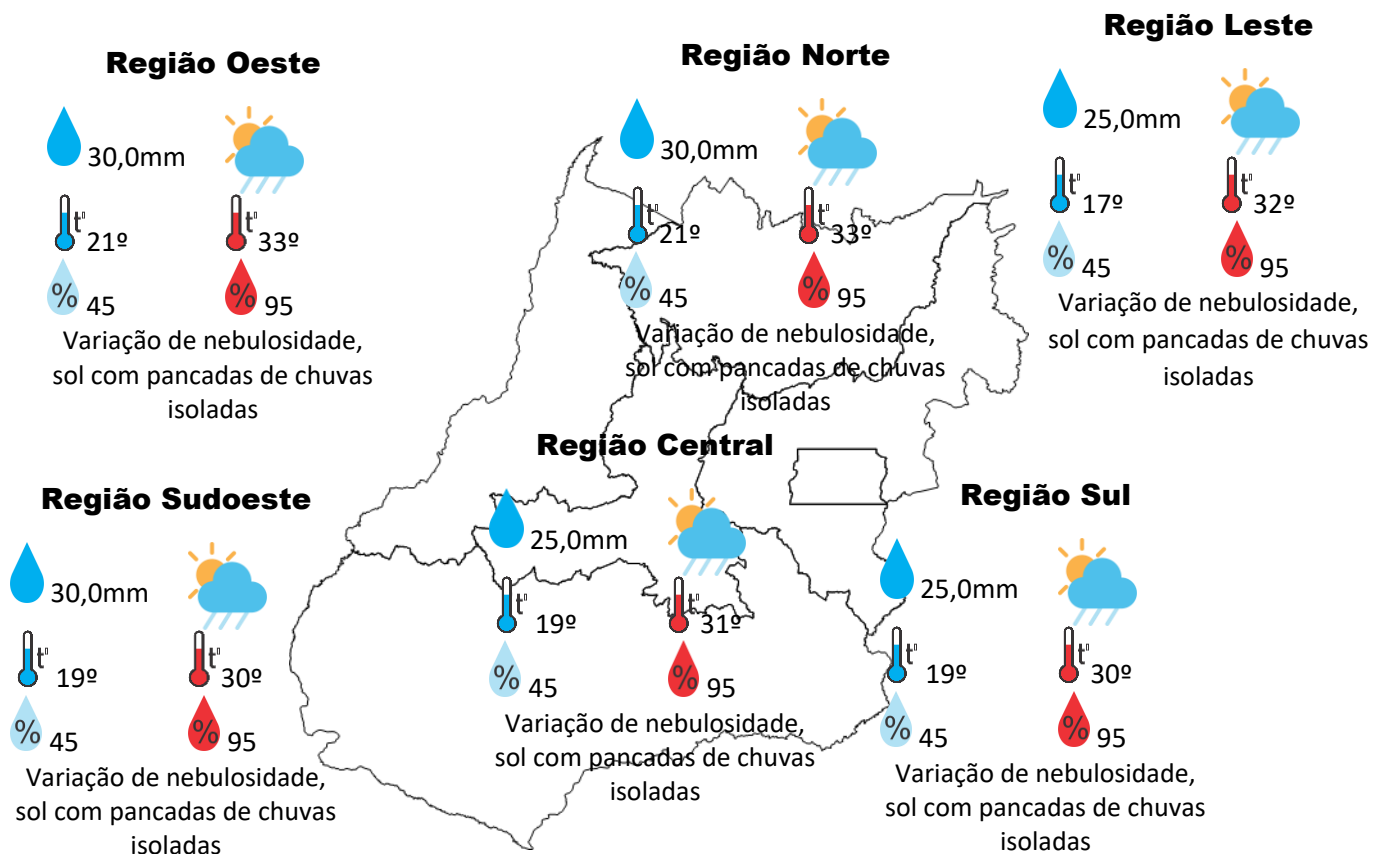 Região Oeste
30,0mm
t°
21º
33º
% 45
% 95
Variação de nebulosidade,
sol com pancadas de chuvas
isoladas
Região Norte
30,0mm
t°
21º
t°
33º
% 45
% 95
Variação de nebulosidade,
sol com pancadas de chuvas
isoladas
Região Leste
25,0mm
t°
17º
t°
32º
% 45
% 95
Variação de nebulosidade,
sol com pancadas de chuvas
isoladas
Região Sudoeste
30,0mm
t°
19º
t°
30º
% 45
% 95
Variação de nebulosidade,
sol com pancadas de chuvas
isoladas
Região Central
25,0mm
t°
19º
t°
31º
% 45
% 95
Variação de nebulosidade,
sol com pancadas de chuvas
isoladas
Região Sul
25,0mm
t°
19º
t°
30º
% 45
% 95
Variação de nebulosidade,
sol com pancadas de chuvas
isoladas